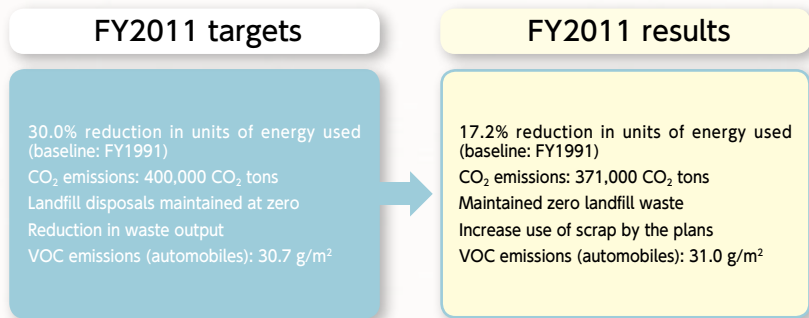 FY2011 targets
30.0% reduction in units of energy used
(baseline: FY1991)
CO₂ emissions: 400,000 CO₂ tons
Landfill disposals maintained at zero
Reduction in waste output
VOC emissions (automobiles): 30.7 g/m²
FY2011 results
17.2% reduction in units of energy used
(baseline: FY1991)
CO₂ emissions: 371,000 CO₂ tons
Maintained zero landfill waste
Increase use of scrap by the plans
VOC emissions (automobiles): 31.0 g/m²